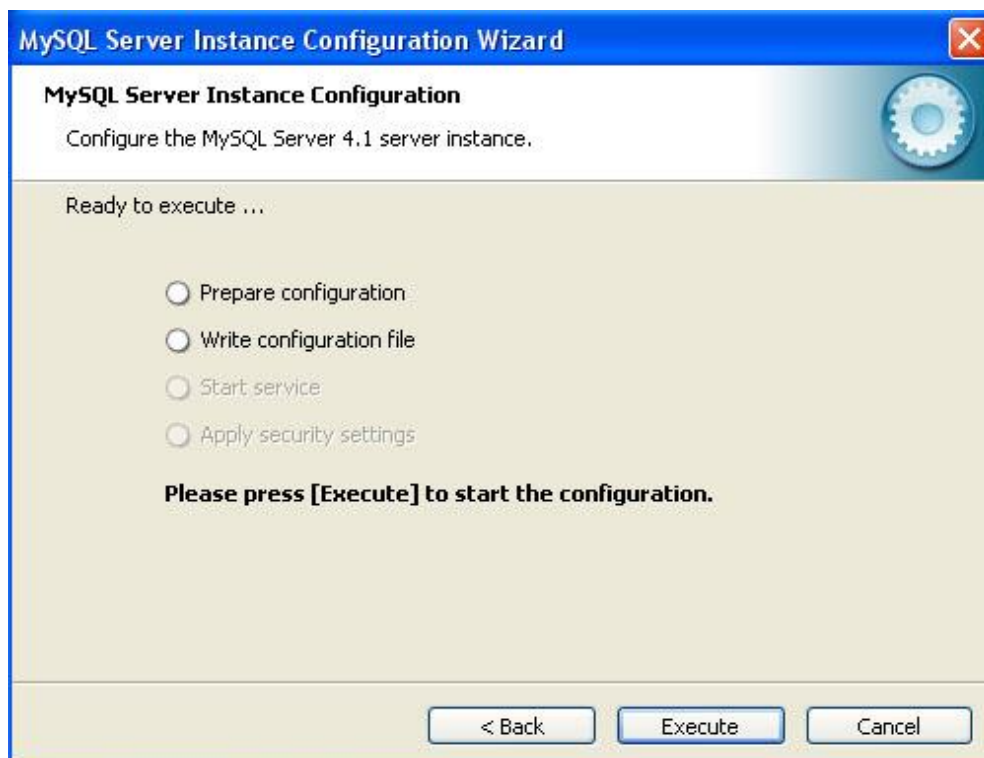 MySQL Server Instance Configuration Wizard
MySQL Server Instance Configuration
Configure the MySQL Server 4.1 server instance.
Ready to execute ...
Prepare configuration
Write configuration file
Start service
Apply security settings
Please press [Execute] to start the configuration.
< Back Execute Cancel